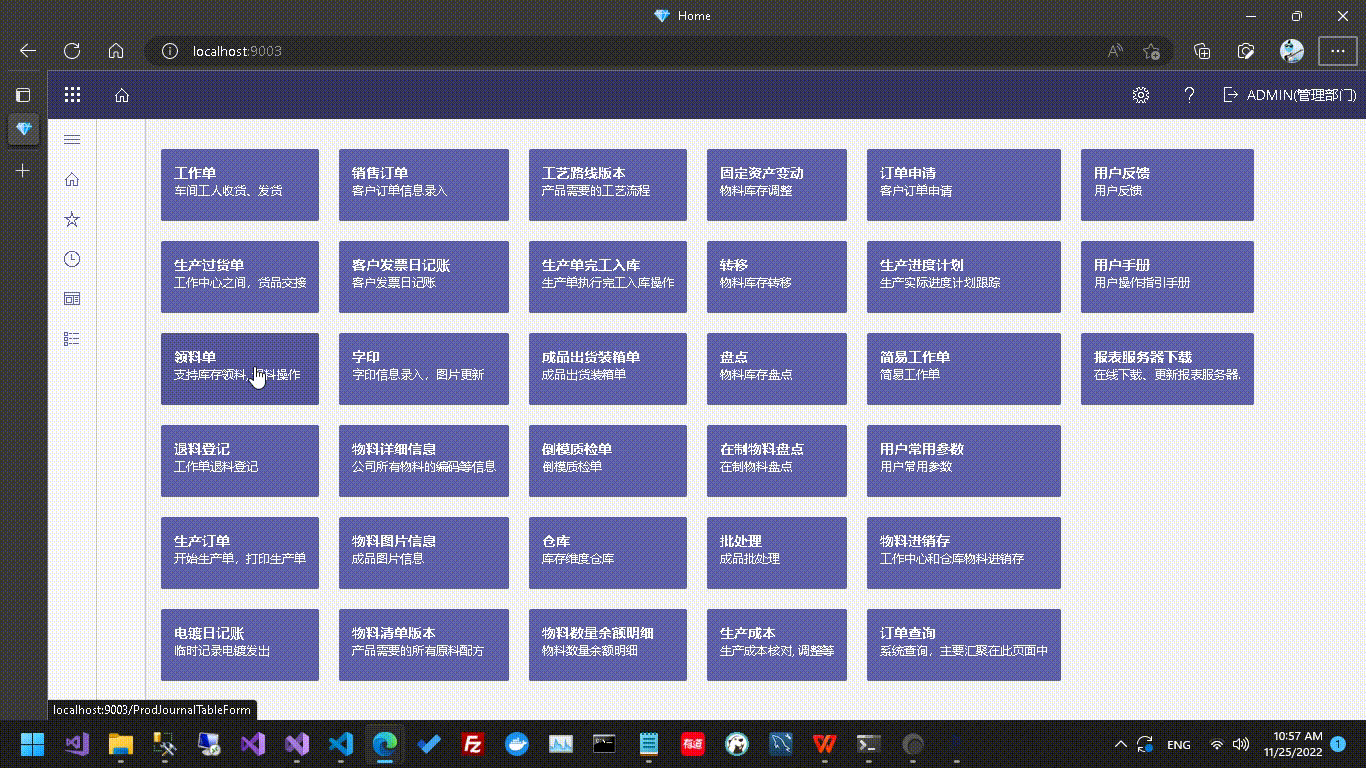 Home
localhost:9003
ADMIN(管理部门)
工作单
车间工人收货、发货
销售订单
客户订单信息录入
工艺路线版本
产品需要的工艺流程
固定资产变动
物料库存调整
订单申请
客户订单申请
用户反馈
用户反馈
生产过货单
工作中心之间，货品交接
客户发票日记账
客户发票日记账
生产单完工入库
生产单执行完工入库操作
转移
物料库存转移
生产进度计划
生产实际进度计划跟踪
用户手册
用户操作指引手册
领料单
支持库存领料,料操作
字印
字印信息录入，图片更新
成品出货装箱单
成品出货装箱单
盘点
物料库存盘点
简易工作单
简易工作单
报表服务器下载
在线下载、更新报表服务器.
退料登记
工作单退料登记
物料详细信息
公司所有物料的编码等信息
倒模质检单
倒模质检单
在制物料盘点
在制物料盘点
用户常用参数
用户常用参数
生产订单
开始生产单，打印生产单
物料图片信息
成品图片信息
仓库
库存维度仓库
批处理
成品批处理
物料进销存
工作中心和仓库物料进销存
电镀日记账
临时记录电镀发出
物料清单版本
产品需要的所有原料配方
物料数量余额明细
物料数量余额明细
生产成本
生产成本核对, 调整等
订单查询
系统查询，主要汇聚在此页面中
localhost:9003/ProdJournalTableForm
ENG
10:57 AM
11/25/2022
1